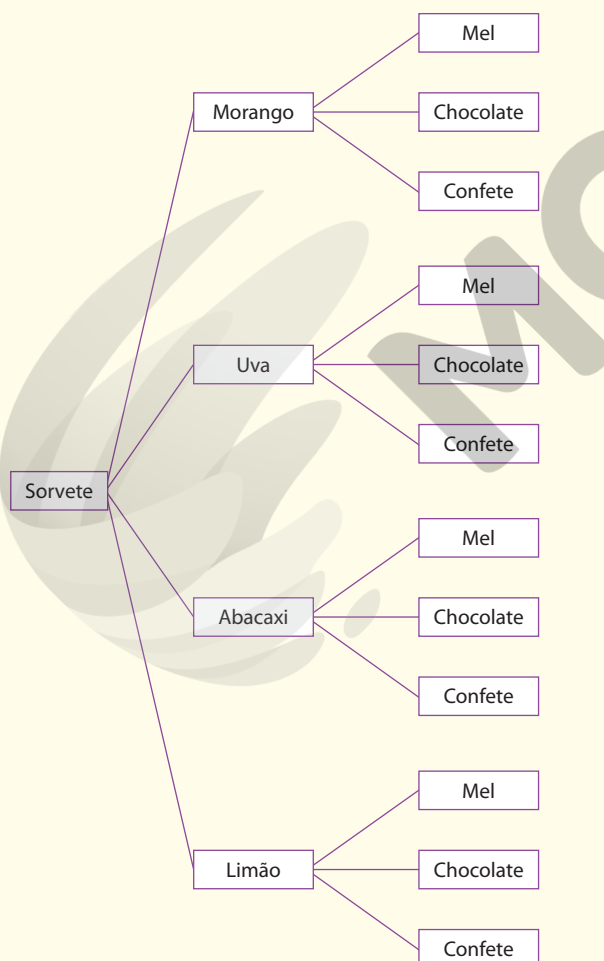 Mel
Morango
Chocolate
Confete
Mel
Uva
Chocolate
Confete
Sorvete
Mel
Abacaxi
Chocolate
Confete
Mel
Limão
Chocolate
Confete